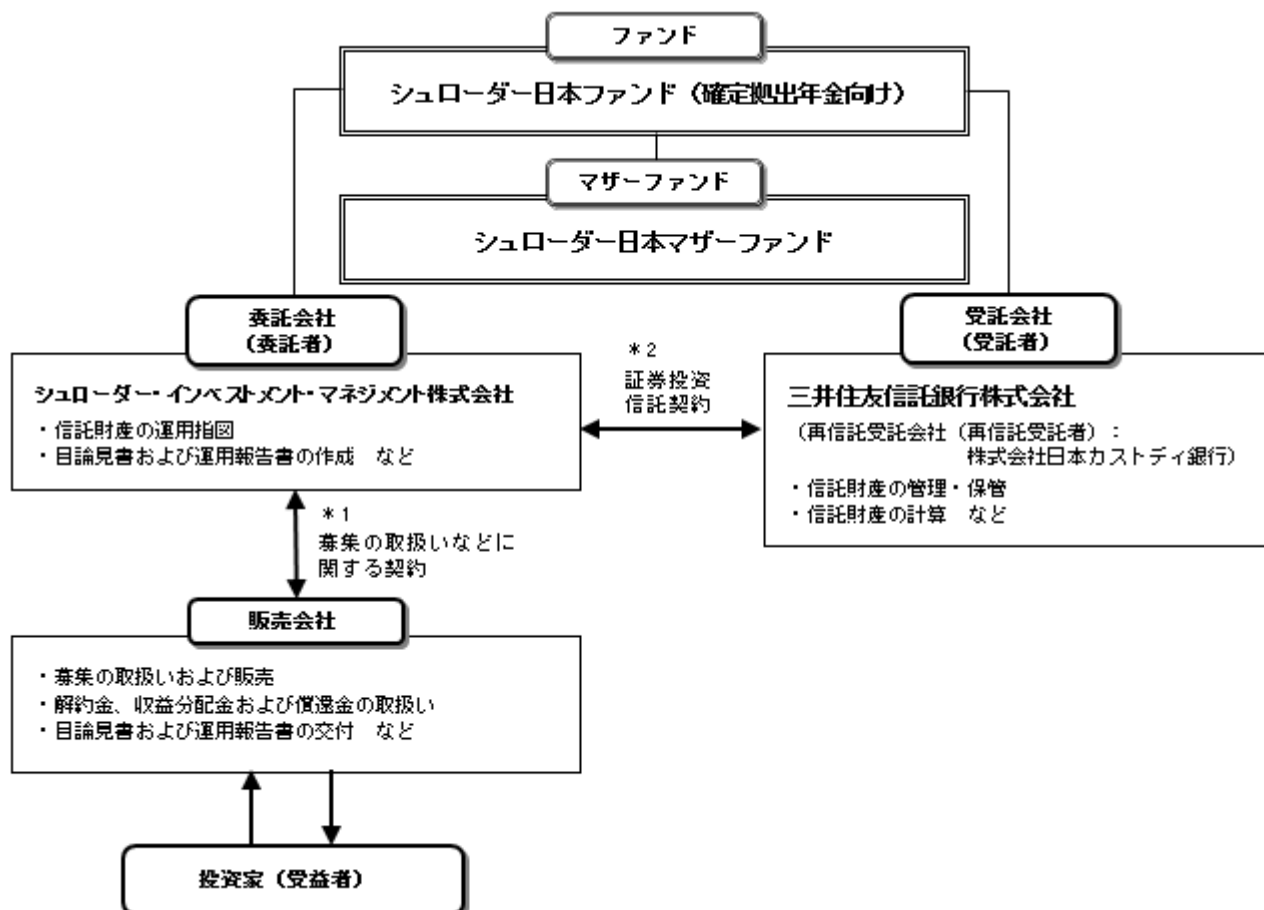 ファンド
シュローダー日本ファンド（確定拠出年金向け）
マザーファンド
シュローダー日本マザーファンド
委託会社
（委託者）
シュローダー・インベストメント・マネジメント株式会社
・信託財産の運用指図
・目論見書および運用報告書の作成　など
＊2
証券投資
信託契約
受託会社
（受託者）
三井住友信託銀行株式会社
（再信託受託会社（再信託受託者）：
株式会社日本カストディ銀行）
・信託財産の管理・保管
・信託財産の計算　など
＊1
募集の取扱いなどに
関する契約
販売会社
・募集の取扱いおよび販売
・解約金、収益分配金および償還金の取扱い
・目論見書および運用報告書の交付　など
投資家（受益者）